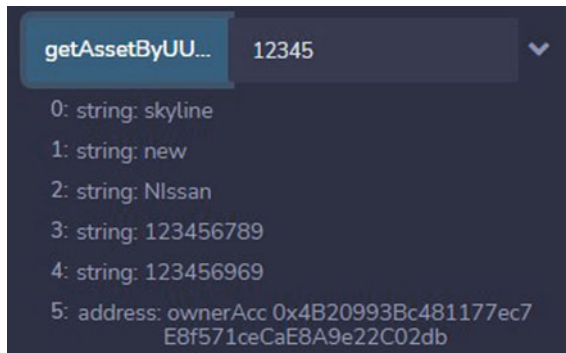 getAssetByUU... 12345
0: string: skyline
1: string: new
2: string: NIssan
3: string: 123456789
4: string: 123456969
5: address: ownerAcc 0x4B20993Bc481177ec7
E8f571ceCaE8A9e22C02db